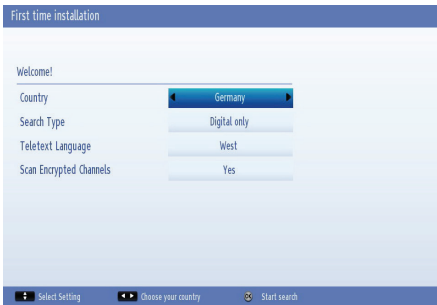 First time installation
Welcome!
Country Germany
Search Type Digital only
Teletext Language West
Scan Encrypted Channels Yes
Select Setting Choose your country OK Start search